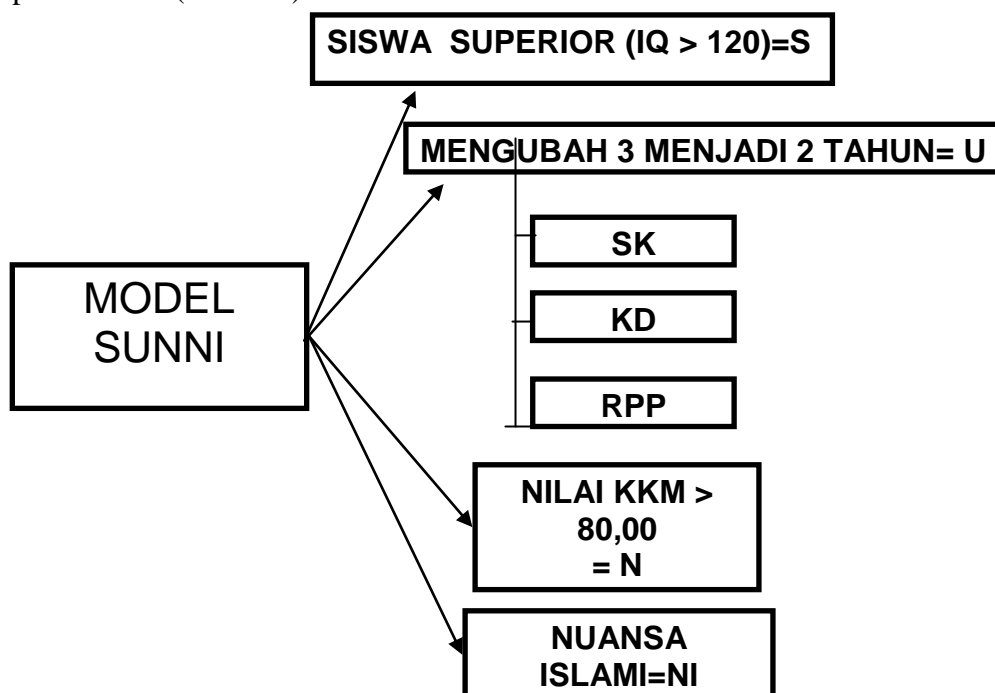 SISWA SUPERIOR (IQ > 120)=S
MENGUBAH 3 MENJADI 2 TAHUN= U
SK
MODEL
SUNNI
KD
RPP
NILAI KKM >
80,00
= N
NUANSA
ISLAMI=NI